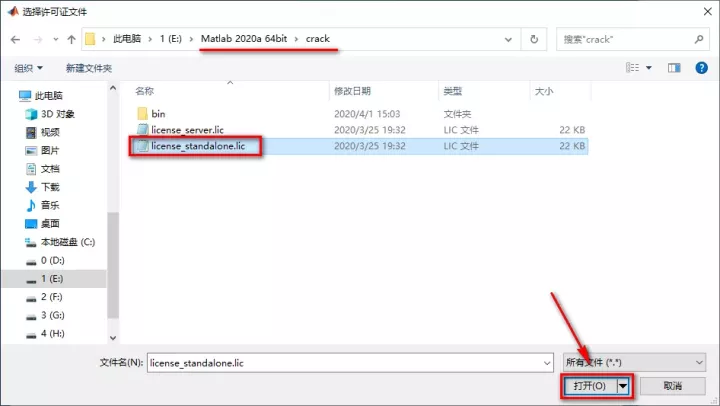 选择许可证文件
此电脑 › 1 (E:) › Matlab 2020a 64bit › crack
搜索"crack"
组织 新建文件夹
名称 修改日期 类型 大小
bin 2020/4/1 15:03 文件夹
license_server.lic 2020/3/25 19:32 LIC 文件 22 KB
license_standalone.lic 2020/3/25 19:32 LIC 文件 22 KB
此电脑
3D 对象
视频
图片
文档
下载
音乐
桌面
本地磁盘 (C:)
0 (D:)
1 (E:)
2 (F:)
3 (G:)
4 (H:)
文件名(N): license_standalone.lic 所有文件 (*.*)
打开(O) 取消